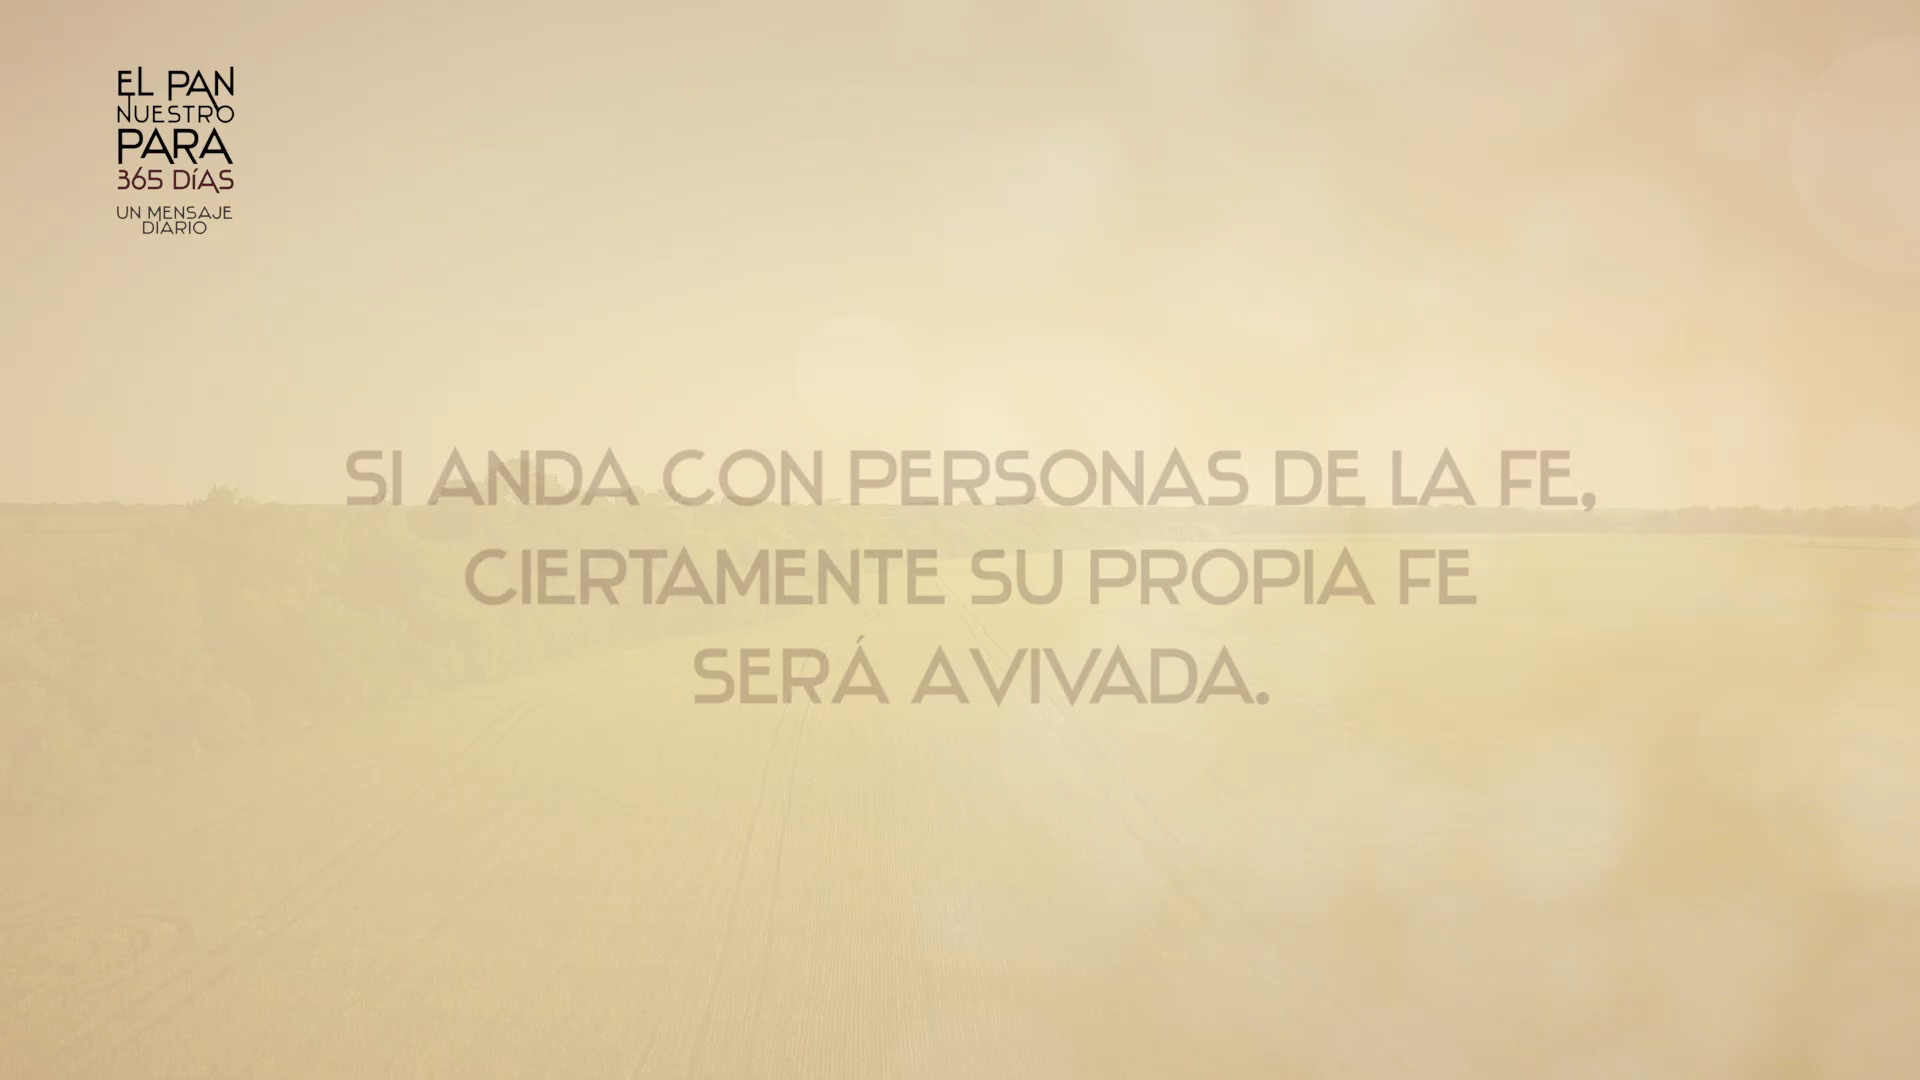 EL PAN
NUESTRO
PARA
365 DÍAS
UN MENSAJE
DIARIO
SI ANDA CON PERSONAS DE LA FE,
CIERTAMENTE SU PROPIA FE
SERÁ AVIVADA.